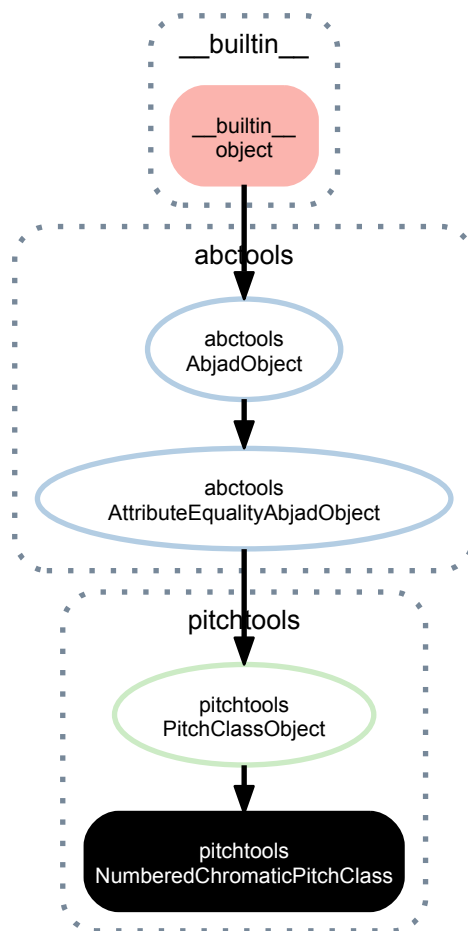 __builtin__
__builtin__
object
abctools
abctools
AbjadObject
abctools
AttributeEqualityAbjadObject
pitchtools
pitchtools
PitchClassObject
pitchtools
NumberedChromaticPitchClass